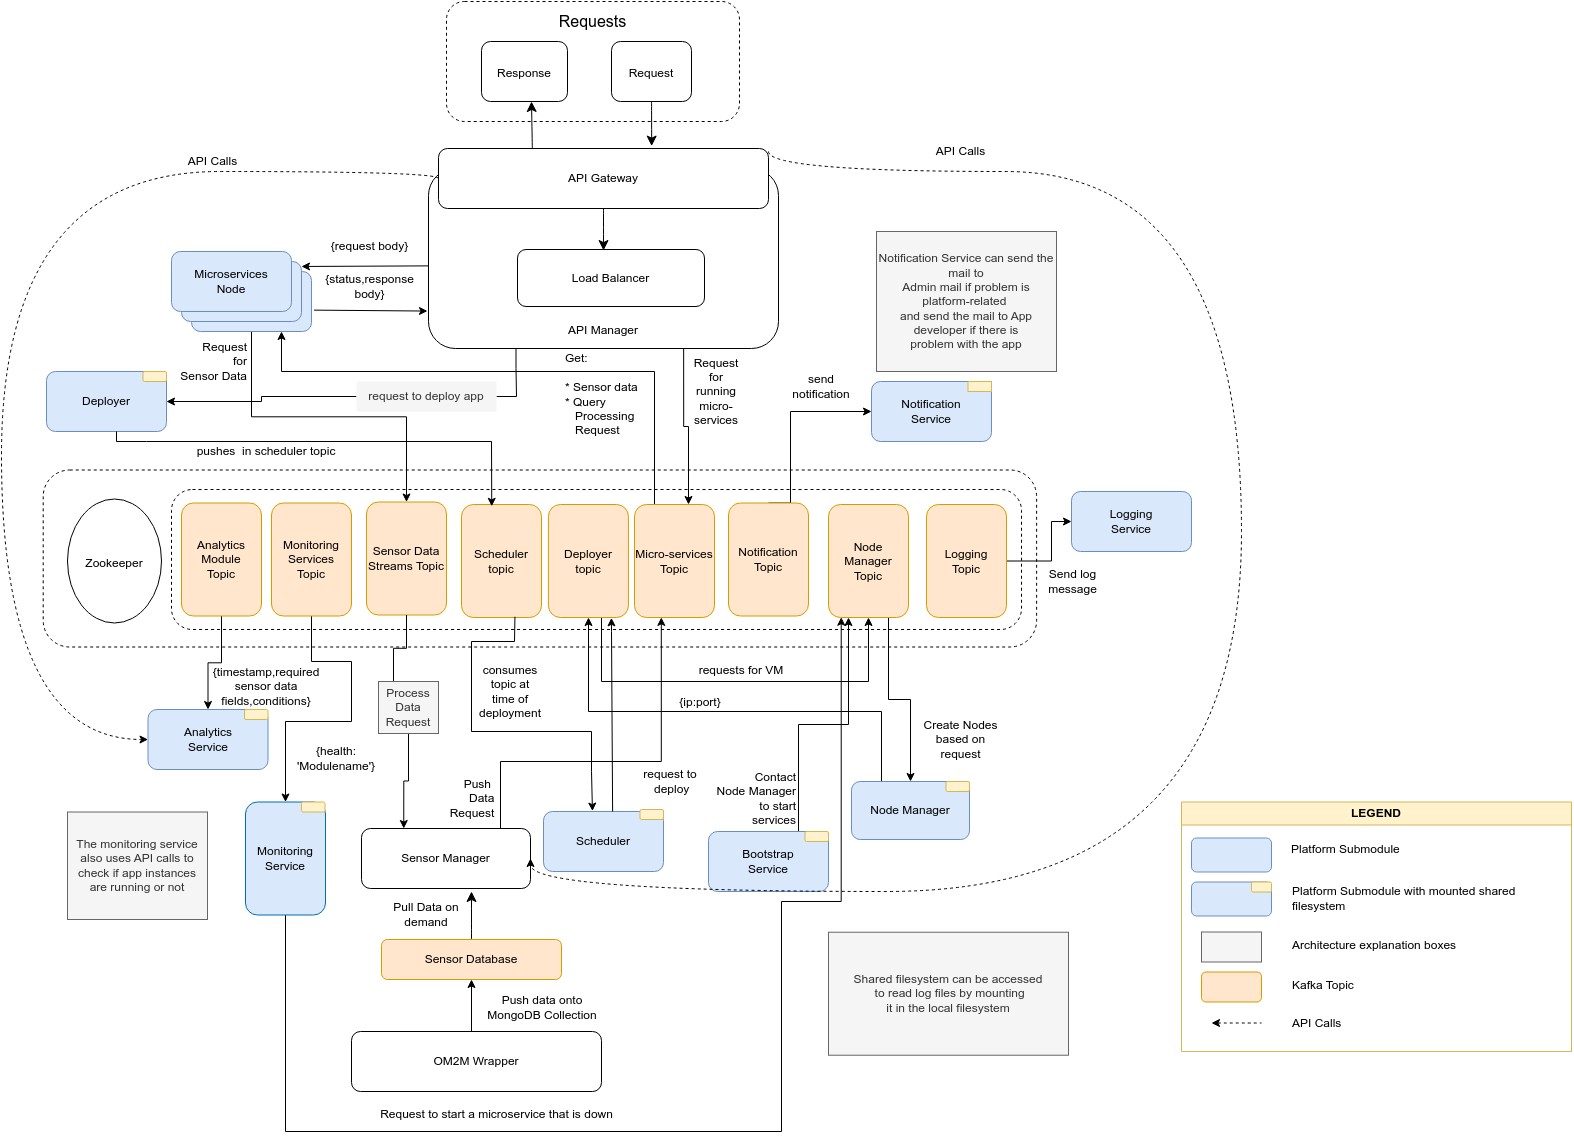 Requests
Response
Request
API Calls
API Calls
API Gateway
Load Balancer
API Manager
{request body}
{status,response
body}
Microservices
Node
Notification Service can send the
mail to
Admin mail if problem is
platform-related
and send the mail to App
developer if there is
problem with the app
Request
for
Sensor Data
Get:
* Sensor data
* Query
Processing
Request
Request
for
running
micro-
services
send
notification
Deployer
request to deploy app
Notification
Service
pushes  in scheduler topic
Zookeeper
Analytics
Module
Topic
Monitoring
Services
Topic
Sensor Data
Streams Topic
Scheduler
topic
Deployer
topic
Micro-services
Topic
Notification
Topic
Node
Manager
Topic
Logging
Topic
Logging
Service
Send log
message
{timestamp,required
sensor data
fields,conditions}
Process
Data
Request
consumes
topic at
time of
deployment
requests for VM
{ip:port}
Create Nodes
based on
request
Analytics
Service
{health:
'Modulename'}
Push
Data
Request
request to
deploy
Contact
Node Manager
to start
services
Node Manager
The monitoring service
also uses API calls to
check if app instances
are running or not
Monitoring
Service
Sensor Manager
Scheduler
Bootstrap
Service
Pull Data on
demand
Sensor Database
Push data onto
MongoDB Collection
OM2M Wrapper
Shared filesystem can be accessed
to read log files by mounting
it in the local filesystem
Request to start a microservice that is down
LEGEND
Platform Submodule
Platform Submodule with mounted shared
filesystem
Architecture explanation boxes
Kafka Topic
API Calls